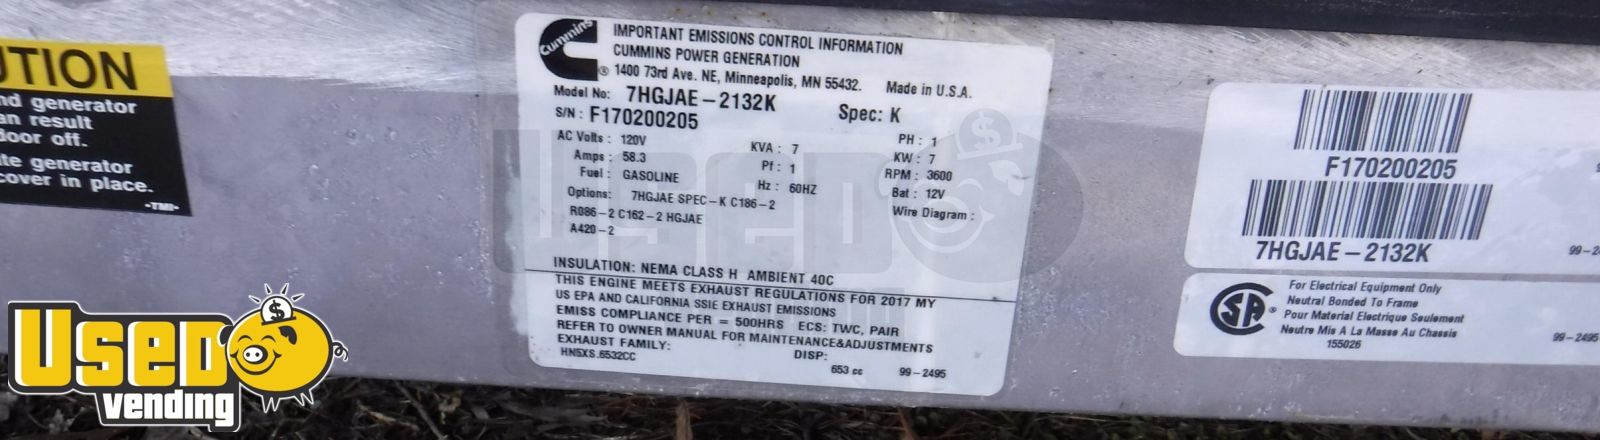 UTION
nd generator
an result
door off.
te generator
cover in place.
-TMI-
Cummins
IMPORTANT EMISSIONS CONTROL INFORMATION
CUMMINS POWER GENERATION
® 1400 73rd Ave. NE, Minneapolis, MN 55432. Made in U.S.A.
Model No: 7HGJAE-2132K Spec: K
S/N: F170200205
AC Volts: 120V KVA: 7 PH: 1
Amps: 58.3 Pf: 1 KW: 7
Fuel: GASOLINE Hz: 60HZ RPM: 3600
Options: 7HGJAE SPEC-K C186-2 Bat: 12V
R086-2 C162-2 HGJAE Wire Diagram:
A420-2
INSULATION: NEMA CLASS H AMBIENT 40C
THIS ENGINE MEETS EXHAUST REGULATIONS FOR 2017 MY
US EPA AND CALIFORNIA SSIE EXHAUST EMISSIONS
EMISS COMPLIANCE PER = 500HRS ECS: TWC, PAIR
REFER TO OWNER MANUAL FOR MAINTENANCE&ADJUSTMENTS
EXHAUST FAMILY: DISP:
HN5XS.6532CC 653 cc 99-2495
F170200205
7HGJAE-2132K
99-2
CSA®
For Electrical Equipment Only
Neutral Bonded To Frame
Pour Material Electrique Seulement
Neutre Mis A La Masse Au Chassis
155026
99-2495
USED
vending